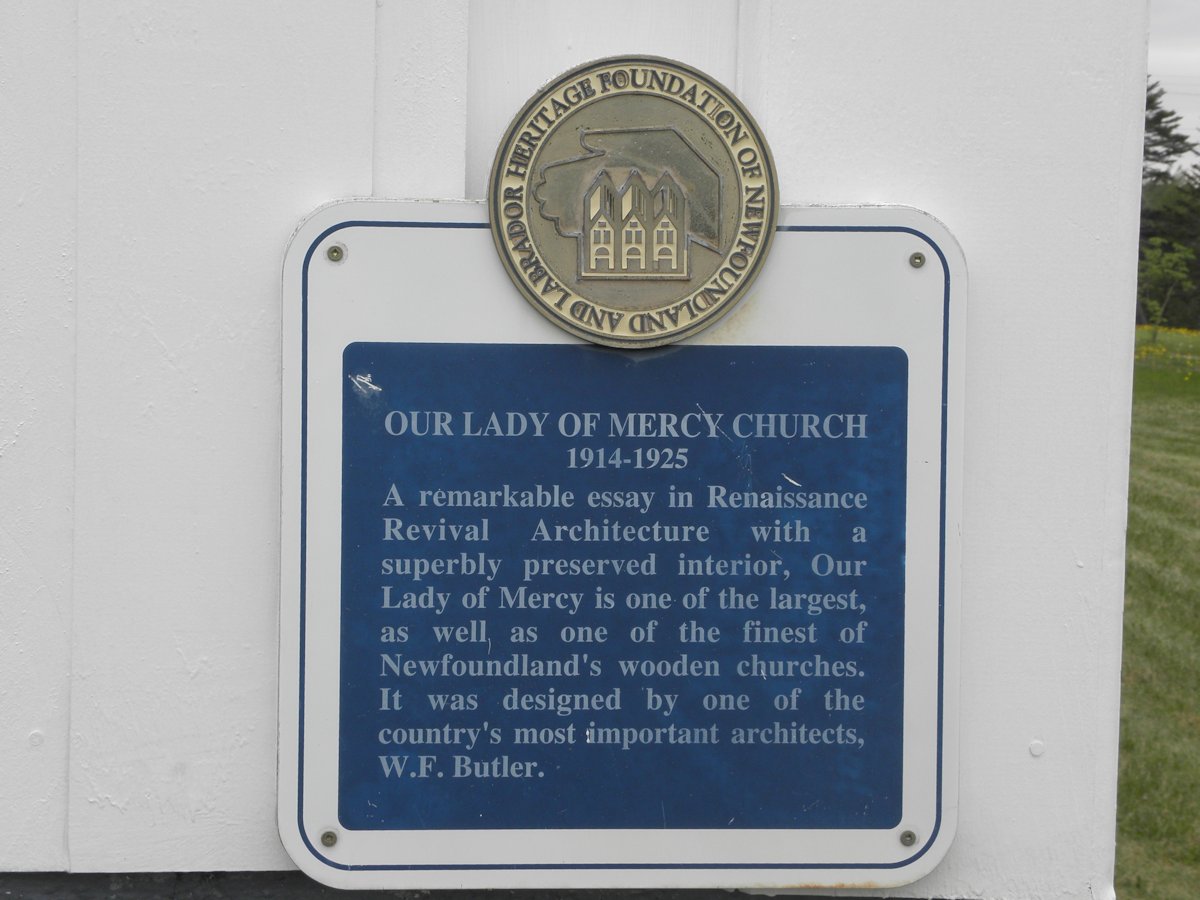 HERITAGE FOUNDATION OF NEWFOUNDLAND AND LABRADOR
OUR LADY OF MERCY CHURCH
1914-1925
A remarkable essay in Renaissance
Revival Architecture with a
superbly preserved interior, Our
Lady of Mercy is one of the largest,
as well as one of the finest of
Newfoundland's wooden churches.
It was designed by one of the
country's most important architects,
W.F. Butler.